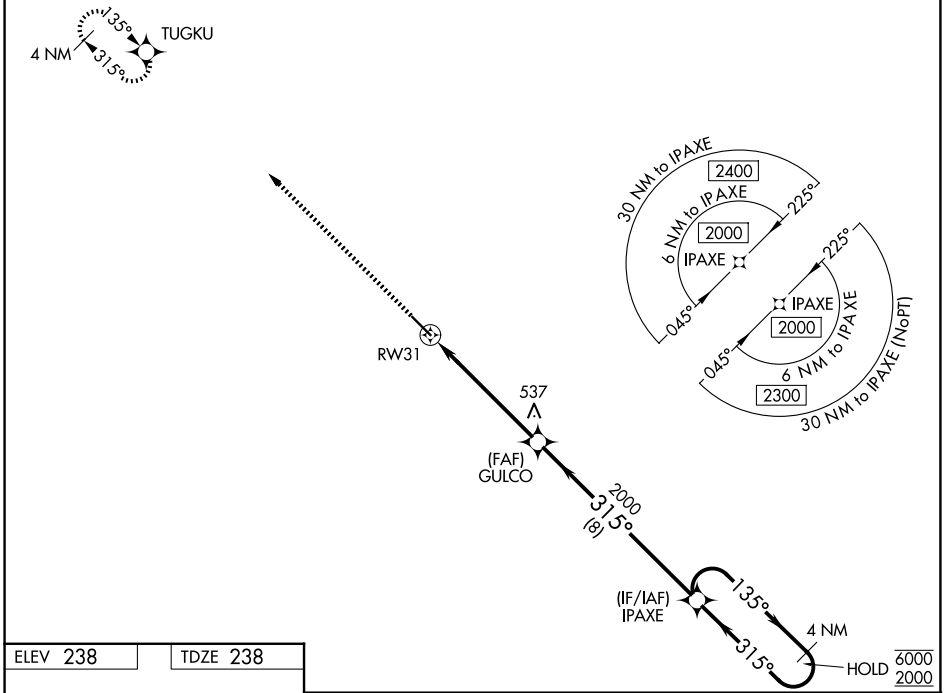 135°
TUGKU
4 NM
315°
30 NM to IPAXE
2400
6 NM to IPAXE
225°
2000
IPAXE
045°
225°
IPAXE
2000
045°
6 NM to IPAXE
2300
30 NM to IPAXE (NoPT)
RW31
537
(FAF)
GULCO
2000
315°
(8)
(IF/IAF)
IPAXE
135°
4 NM
315°
HOLD 6000
2000
ELEV 238
TDZE 238